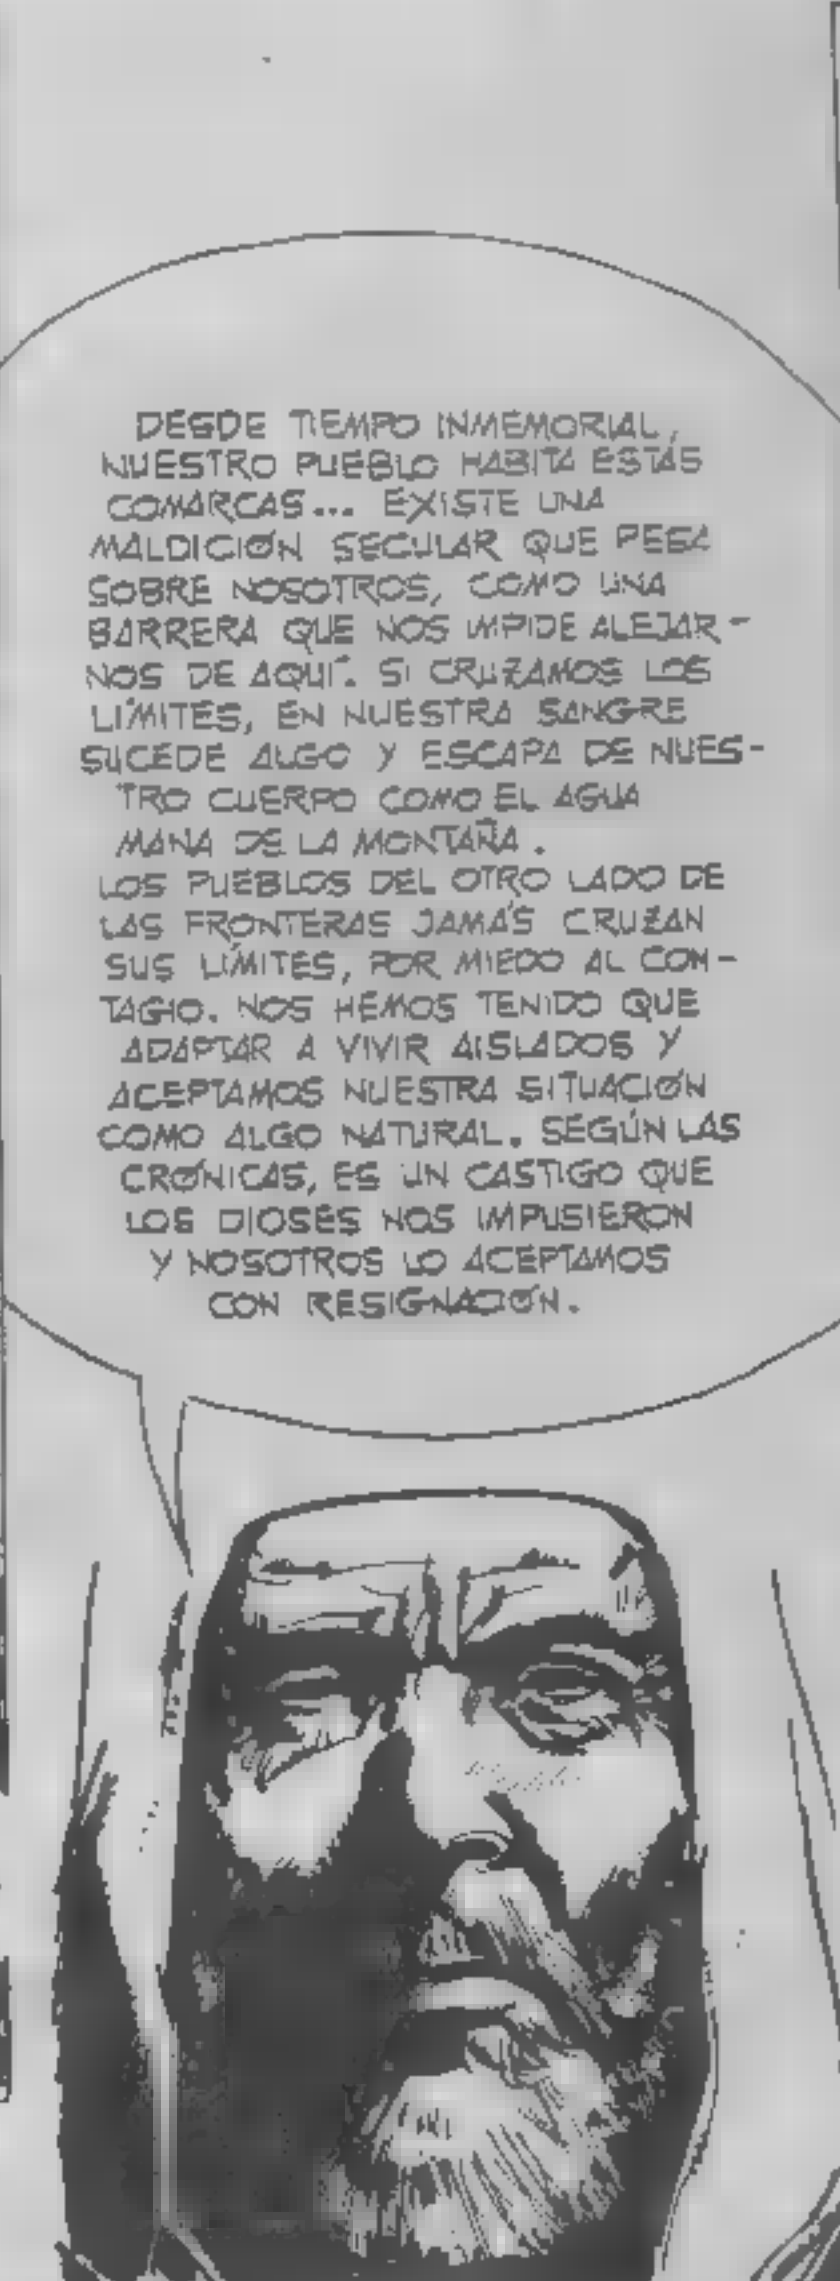 DESDE TIEMPO INMEMORIAL,
NUESTRO PUEBLO HABITA ESTAS
COMARCAS... EXISTE UNA
MALDICIÓN SECULAR QUE PESA
SOBRE NOSOTROS, COMO UNA
BARRERA QUE NOS IMPIDE ALEJAR-
NOS DE AQUÍ. SI CRUZAMOS LOS
LÍMITES, EN NUESTRA SANGRE
SUCEDE ALGO Y ESCAPA DE NUES-
TRO CUERPO COMO EL AGUA
MANA DE LA MONTAÑA.
LOS PUEBLOS DEL OTRO LADO DE
LAS FRONTERAS JAMÁS CRUZAN
SUS LÍMITES, POR MIEDO AL CON-
TAGIO. NOS HEMOS TENIDO QUE
ADAPTAR A VIVIR AISLADOS Y
ACEPTAMOS NUESTRA SITUACIÓN
COMO ALGO NATURAL. SEGÚN LAS
CRÓNICAS, ES UN CASTIGO QUE
LOS DIOSES NOS IMPUSIERON
Y NOSOTROS LO ACEPTAMOS
CON RESIGNACIÓN.